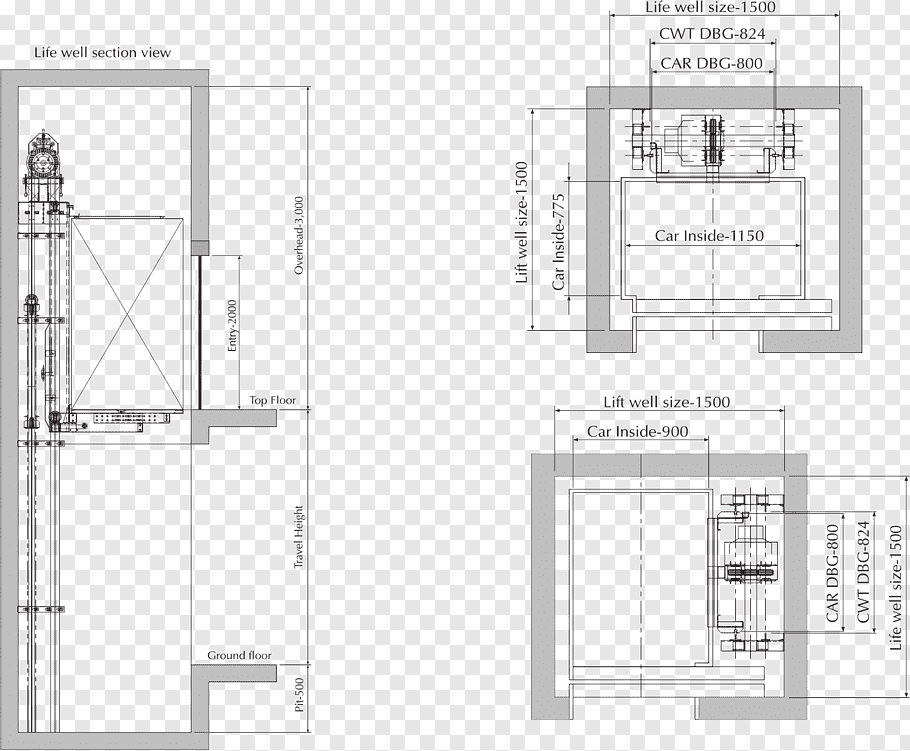 Life well section view
Overhead-3,000
Entry-2000
Top Floor
Travel Height
Ground floor
Pit-500
Life well size-1500
CWT DBG-824
CAR DBG-800
Lift well size-1500
Car Inside-775
Car Inside-1150
Lift well size-1500
Car Inside-900
CAR DBG-800
CWT DBG-824
Life well size-1500